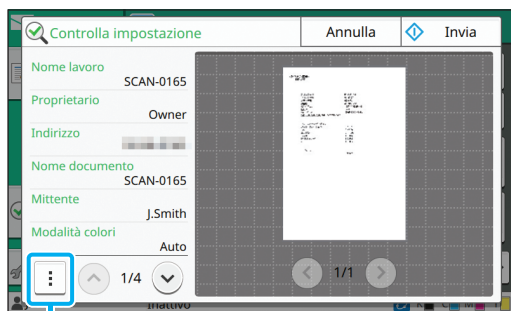 Controlla impostazione
Annulla
Invia
Nome lavoro
SCAN-0165
Proprietario
Owner
Indirizzo
Nome documento
SCAN-0165
Mittente
J.Smith
Modalità colori
Auto
1/4
1/1
Inattivo